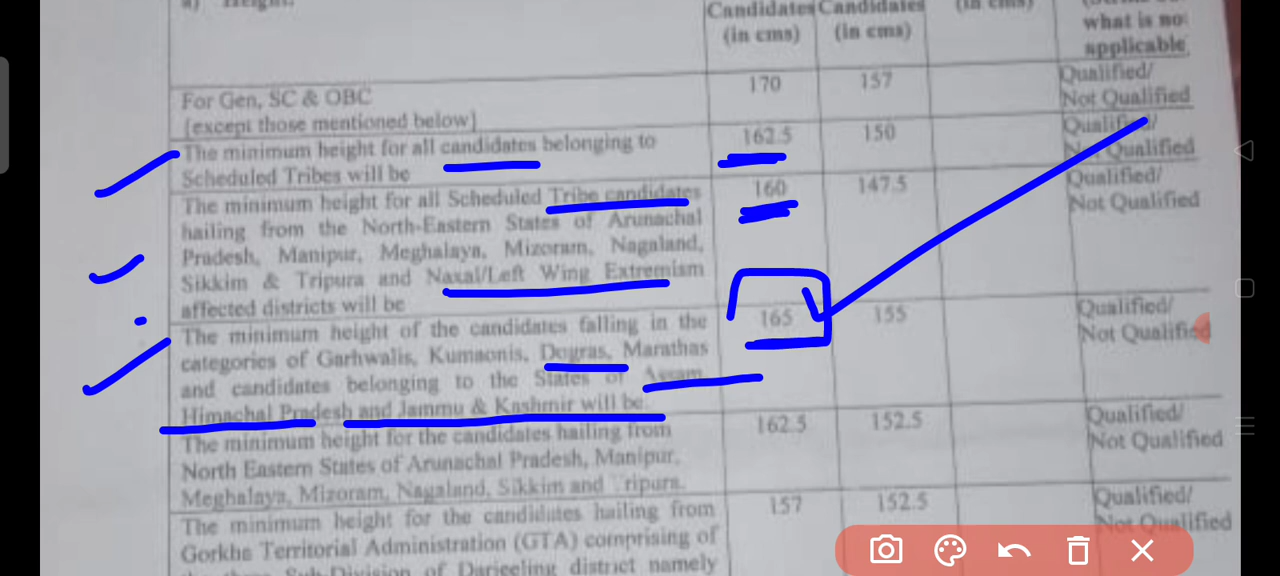 a) Height:
Candidates Candidates (in cms)
(in cms) (in cms)
what is not
applicable
For Gen, SC & OBC 170 157 Qualified/
[except those mentioned below] Not Qualified
The minimum height for all candidates belonging to 162.5 150 Qualified/
Scheduled Tribes will be Not Qualified
The minimum height for all Scheduled Tribe candidates 160 147.5 Qualified/
hailing from the North-Eastern States of Arunachal Not Qualified
Pradesh, Manipur, Meghalaya, Mizoram, Nagaland,
Sikkim & Tripura and Naxal/Left Wing Extremism
affected districts will be
The minimum height of the candidates falling in the 165 155 Qualified/
categories of Garhwalis, Kumaonis, Dogras, Marathas Not Qualified
and candidates belonging to the States of Assam,
Himachal Pradesh and Jammu & Kashmir will be
The minimum height for the candidates hailing from 162.5 152.5 Qualified/
North Eastern States of Arunachal Pradesh, Manipur, Not Qualified
Meghalaya, Mizoram, Nagaland, Sikkim and Tripura.
The minimum height for the candidates hailing from 157 152.5 Qualified/
Gorkha Territorial Administration (GTA) comprising of Not Qualified
Sub-Division of Darjeeling district namely